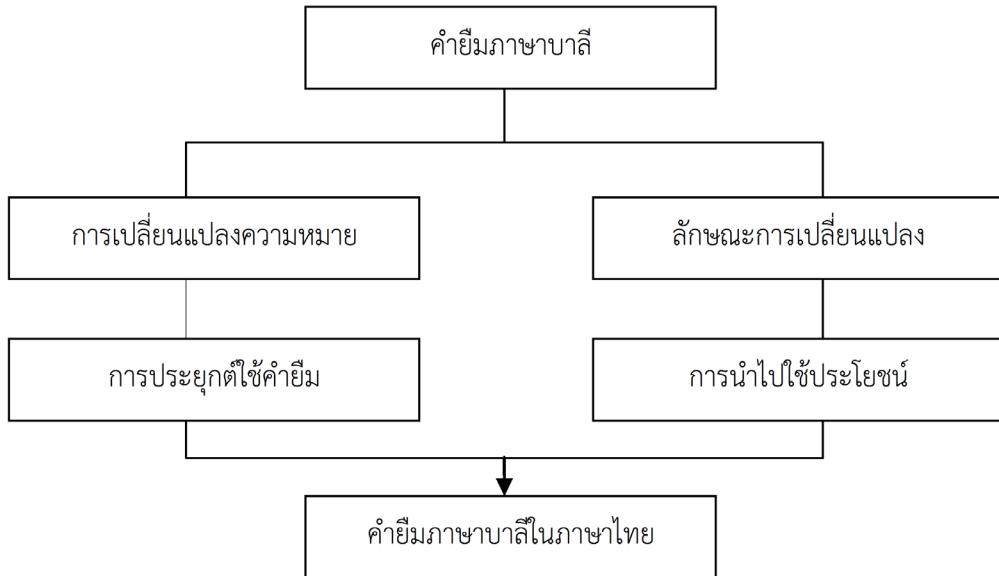 คำยืมภาษาบาลี
การเปลี่ยนแปลงความหมาย
ลักษณะการเปลี่ยนแปลง
การประยุกต์ใช้คำยืม
การนำไปใช้ประโยชน์
คำยืมภาษาบาลีในภาษาไทย